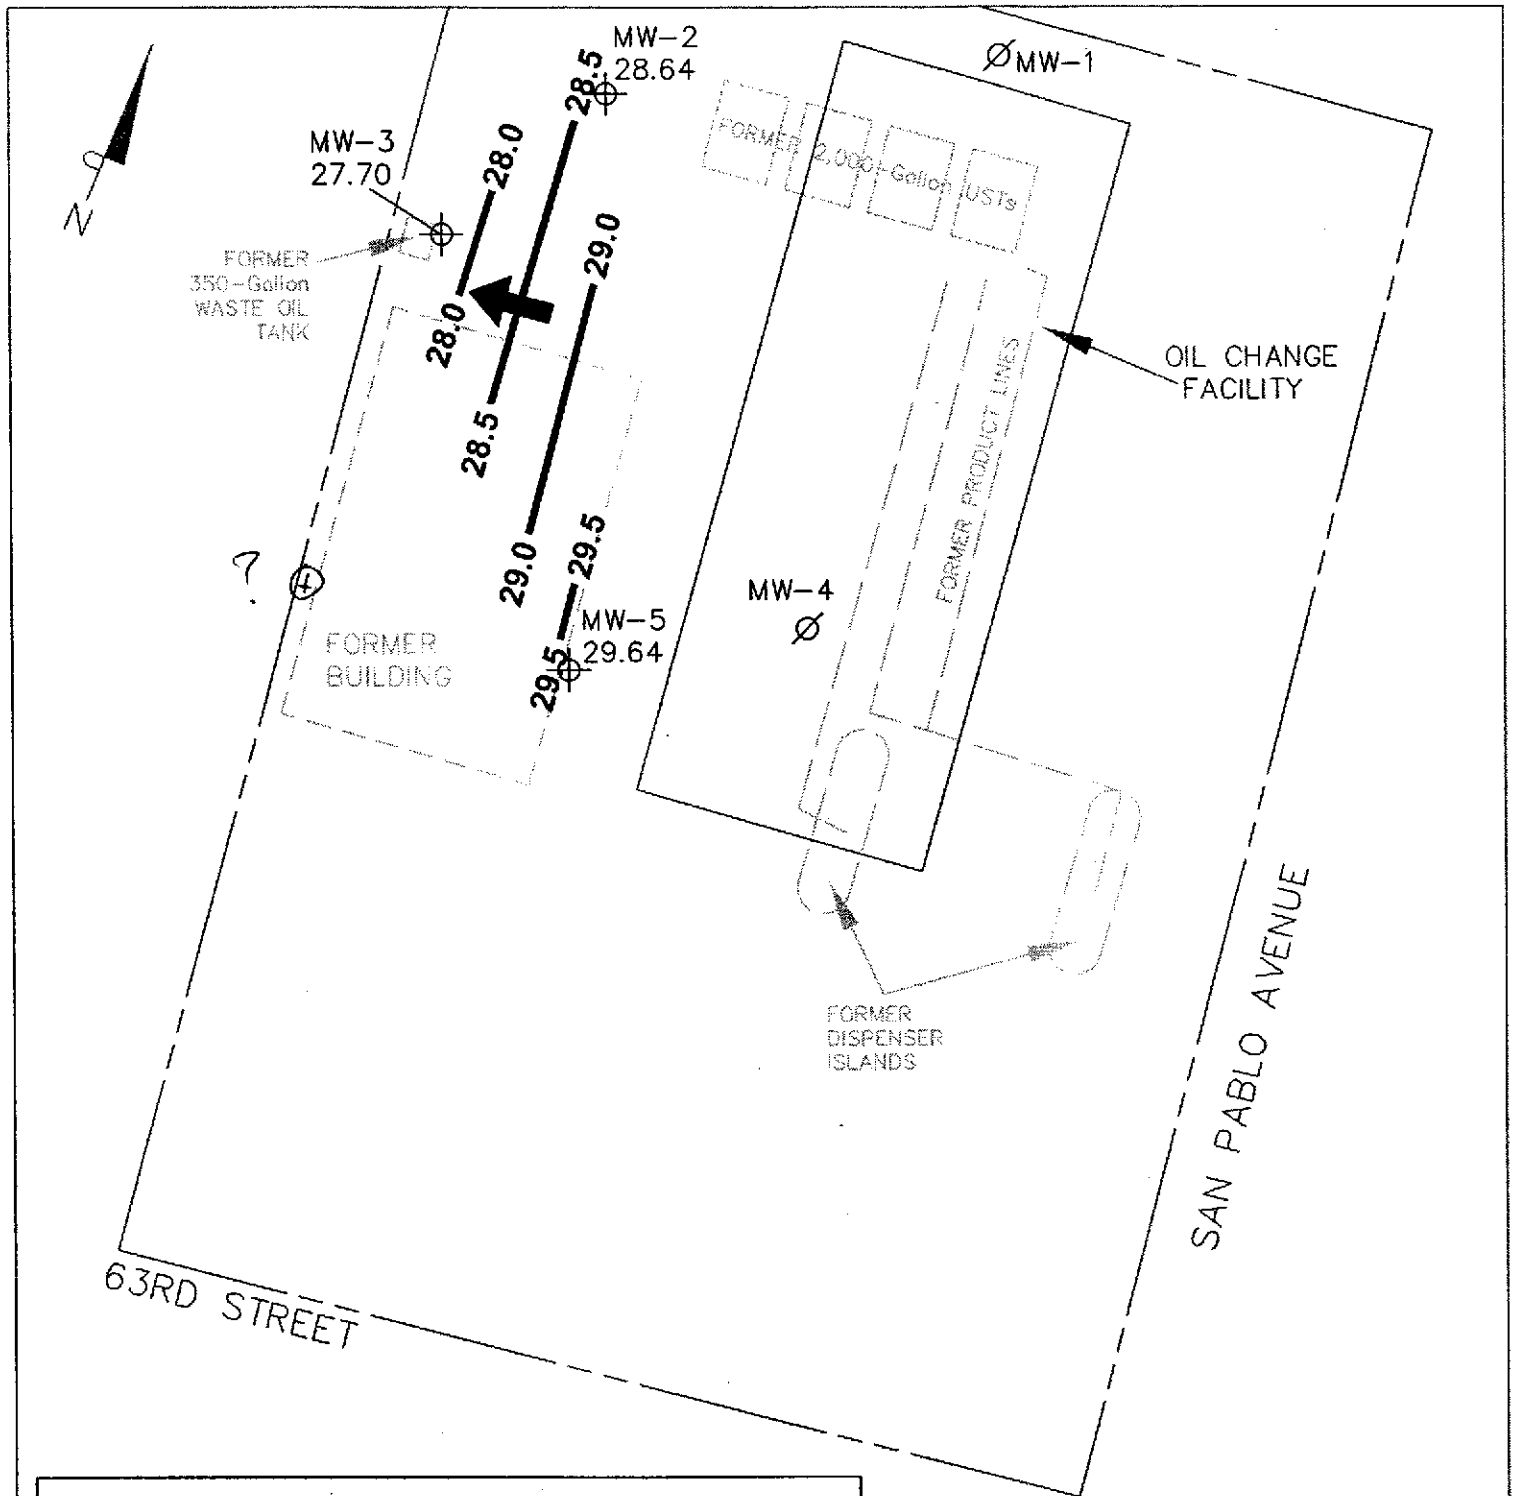 MW-2
28.64
28.5
MW-1
MW-3
27.70
28.0
FORMER 2,000-Gallon USTs
N
29.0
FORMER
350-Gallon
WASTE OIL
TANK
28.0
OIL CHANGE
FACILITY
28.5
FORMER PRODUCT LINES
29.5
29.0
?
MW-4
MW-5
29.64
29.5
FORMER
BUILDING
FORMER
DISPENSER
ISLANDS
SAN PABLO AVENUE
63RD STREET